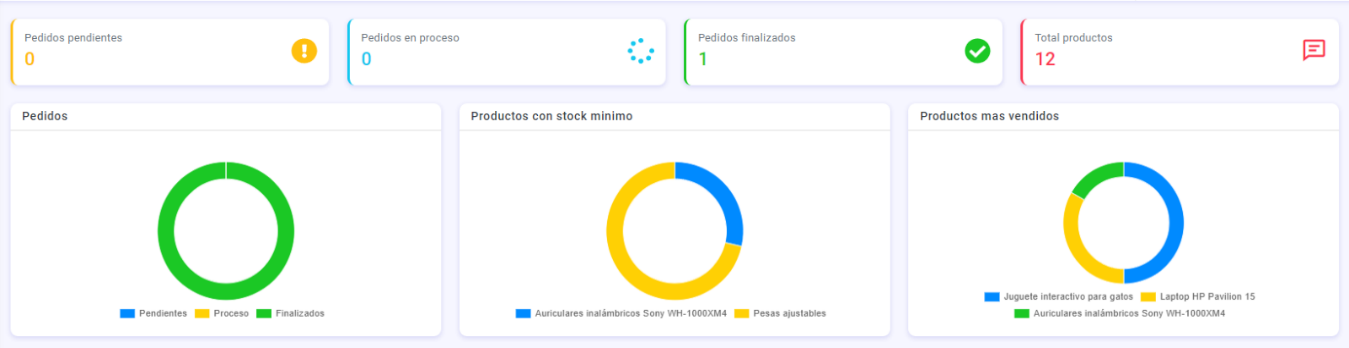 Pedidos pendientes
0
Pedidos en proceso
0
Pedidos finalizados
1
Total productos
12
Pedidos
Pendientes Proceso Finalizados
Productos con stock minimo
Auriculares inalámbricos Sony WH-1000XM4 Pesas ajustables
Productos mas vendidos
Juguete interactivo para gatos Laptop HP Pavilion 15
Auriculares inalámbricos Sony WH-1000XM4